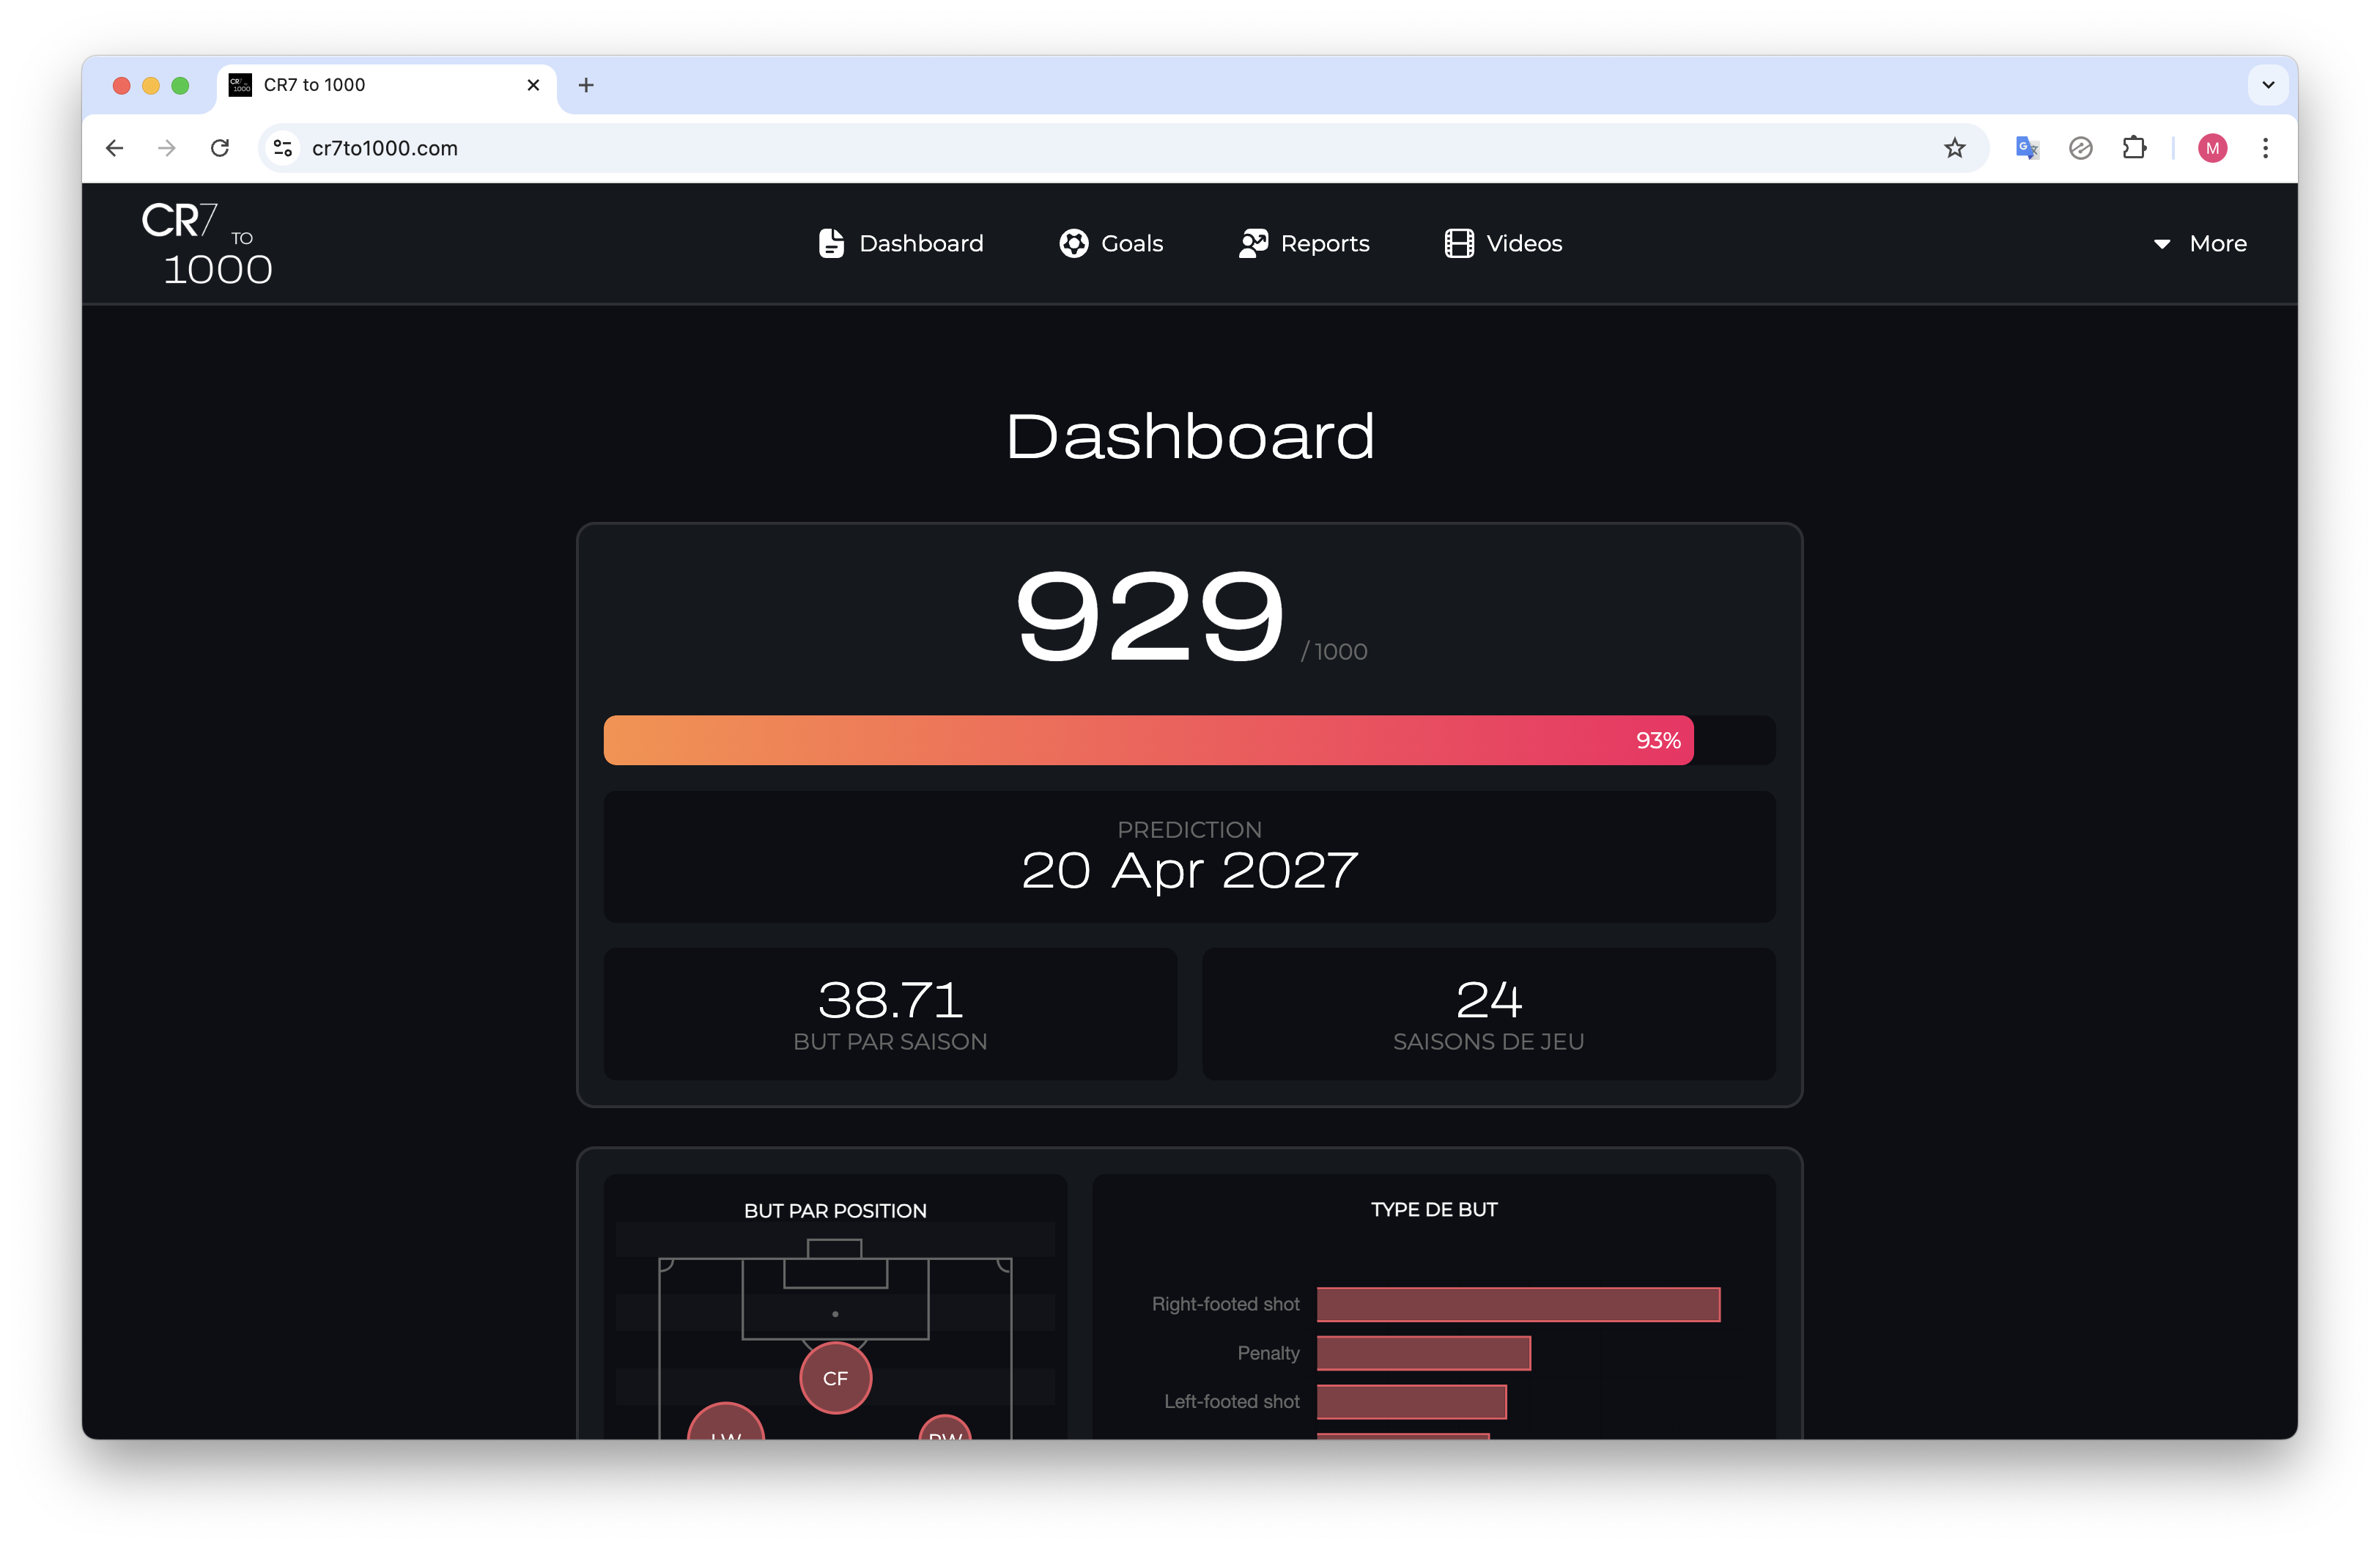 CR7 to 1000
cr7to1000.com
M
CR7
TO
1000
Dashboard
Goals
Reports
Videos
More
Dashboard
929 / 1000
93%
PREDICTION
20 Apr 2027
38.71
BUT PAR SAISON
24
SAISONS DE JEU
BUT PAR POSITION
CF
LW
RW
TYPE DE BUT
Right-footed shot
Penalty
Left-footed shot